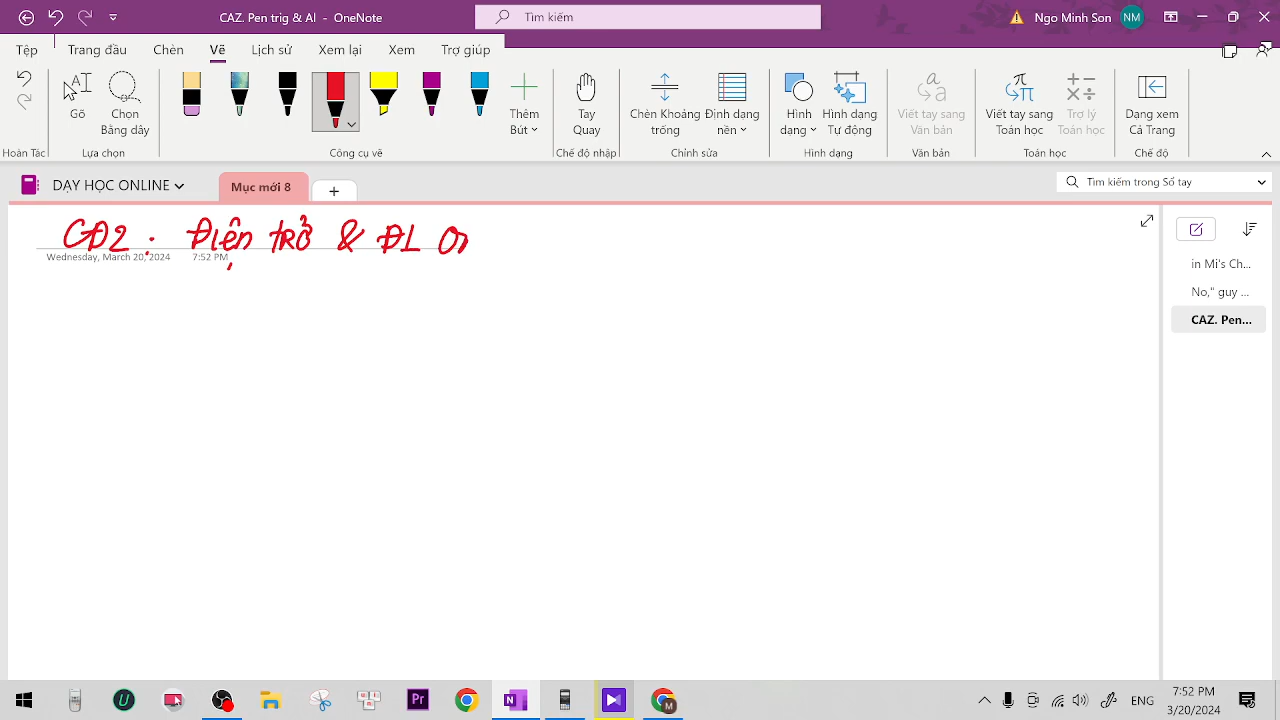 CAZ. Pen... - OneNote
Tìm kiếm
Ngo Minh Son
NM
Tệp
Trang đầu
Chèn
Vẽ
Lịch sử
Xem lại
Xem
Trợ giúp
Gõ
Chọn Bằng dây
Thêm Bút
Tay Quay
Chèn Khoảng trống
Định dạng nền
Hình dạng
Hình dạng Tự động
Viết tay sang Văn bản
Viết tay sang Toán học
Trợ lý Toán học
Dạng xem Cả Trang
Hoàn Tác
Lựa chọn
Công cụ vẽ
Chế độ nhập
Chỉnh sửa
Hình dạng
Văn bản
Toán học
Chế độ
DẠY HỌC ONLINE
Mục mới 8
+
Tìm kiếm trong Sổ tay
CĐ2 : Điện trở & ĐL
Wednesday, March 20, 2024 7:52 PM
in Mi's Ch...
No," guy ...
CAZ. Pen...
ENG
7:52 PM
3/20/2024